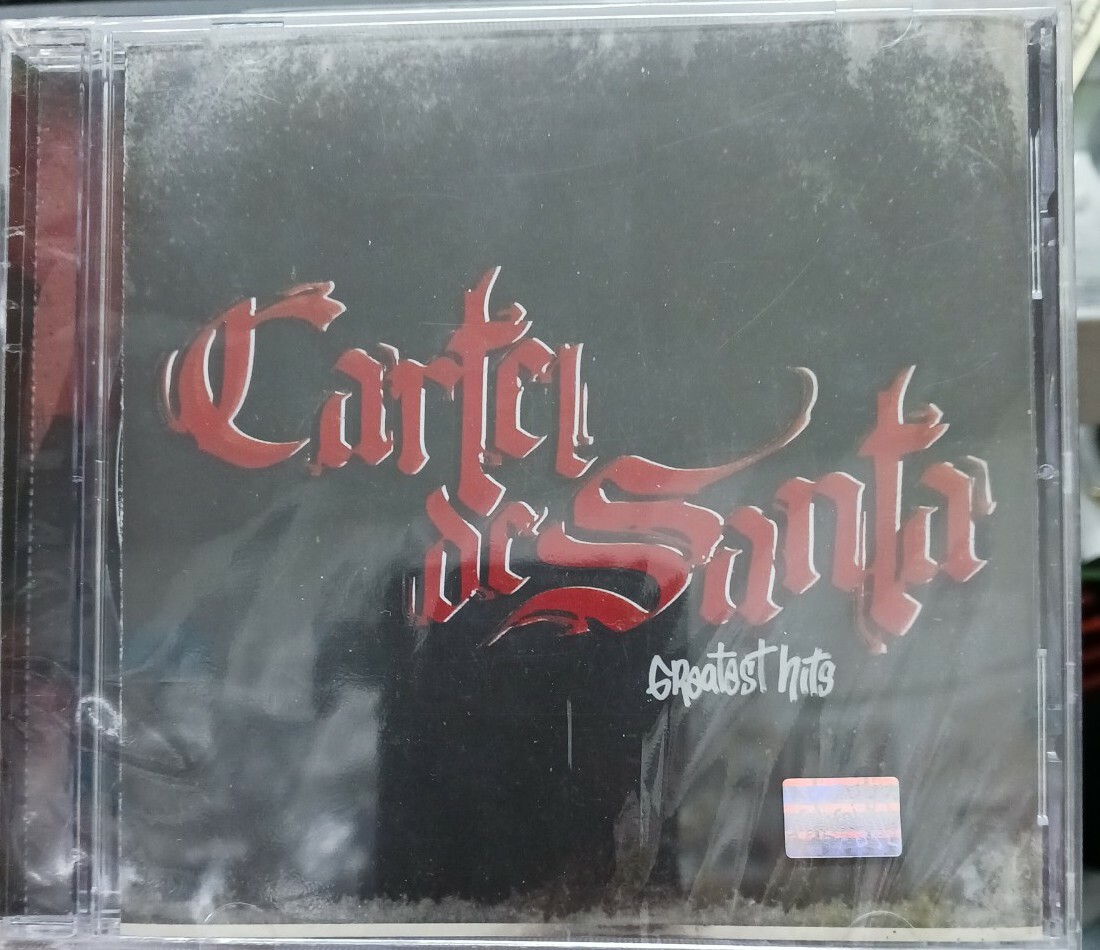 Cartel
de Santa
Greatest hits